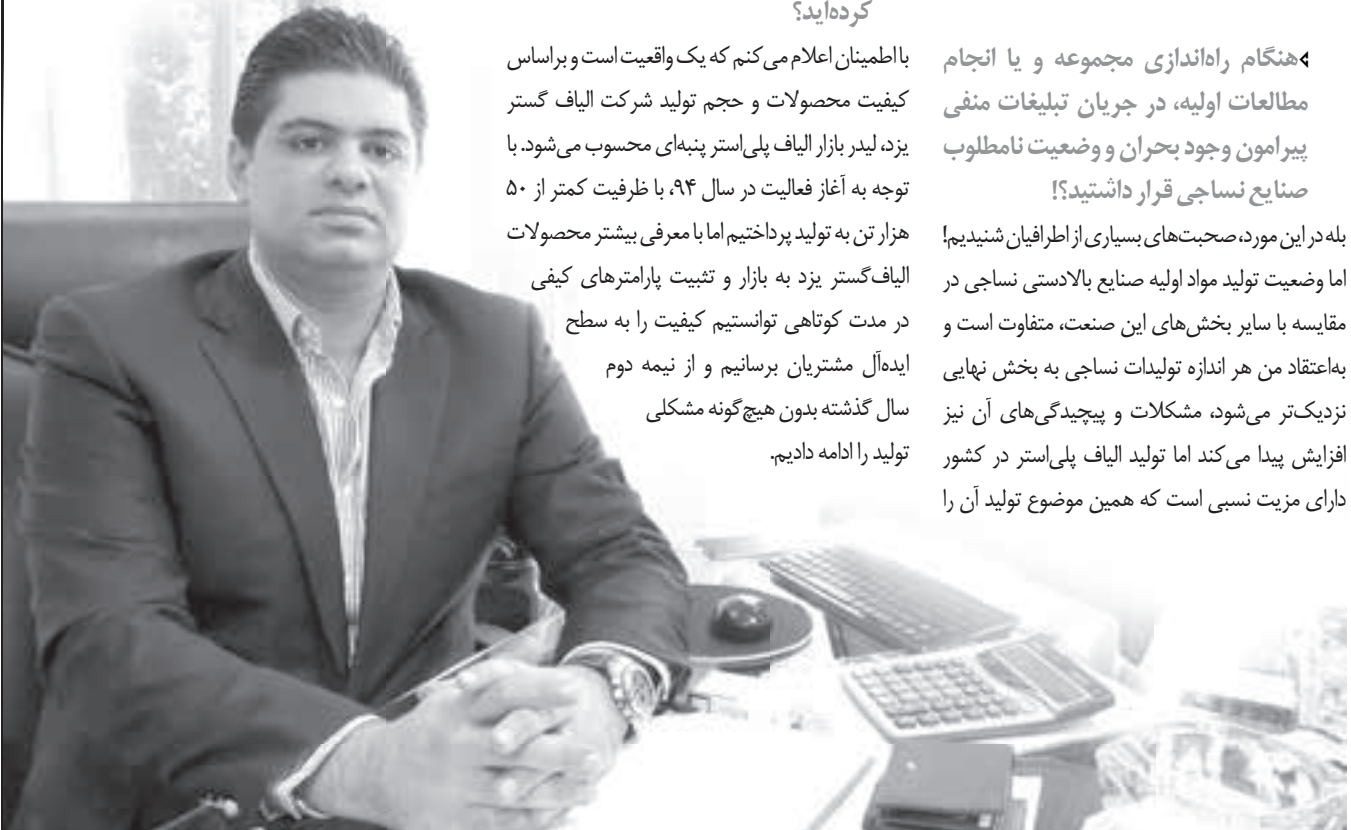 هنگام راه‌اندازی مجموعه و یا انجام
مطالعات اولیه، در جریان تبلیغات منفی
پیرامون وجود بحران و وضعیت نامطلوب
صنایع نساجی قرار داشتید؟!
بله در این مورد، صحبت‌های بسیاری از اطرافیان شنیدیم!
اما وضعیت تولید مواد اولیه صنایع بالادستی نساجی در
مقایسه با سایر بخش‌های این صنعت، متفاوت است و
به‌اعتقاد من هر اندازه تولیدات نساجی به بخش نهایی
نزدیک‌تر می‌شود، مشکلات و پیچیدگی‌های آن نیز
افزایش پیدا می‌کند اما تولید الیاف پلی‌استر در کشور
دارای مزیت نسبی است که همین موضوع تولید آن را
کرده‌اید؟
با اطمینان اعلام می‌کنم که یک واقعیت است و براساس
کیفیت محصولات و حجم تولید شرکت الیاف گستر
یزد، لیدر بازار الیاف پلی‌استر پنبه‌ای محسوب می‌شود. با
توجه به آغاز فعالیت در سال ۹۴، با ظرفیت کمتر از ۵۰
هزار تن به تولید پرداختیم اما با معرفی بیشتر محصولات
الیاف‌گستر یزد به بازار و تثبیت پارامترهای کیفی
در مدت کوتاهی توانستیم کیفیت را به سطح
ایده‌آل مشتریان برسانیم و از نیمه دوم
سال گذشته بدون هیچ‌گونه مشکلی
تولید را ادامه دادیم.